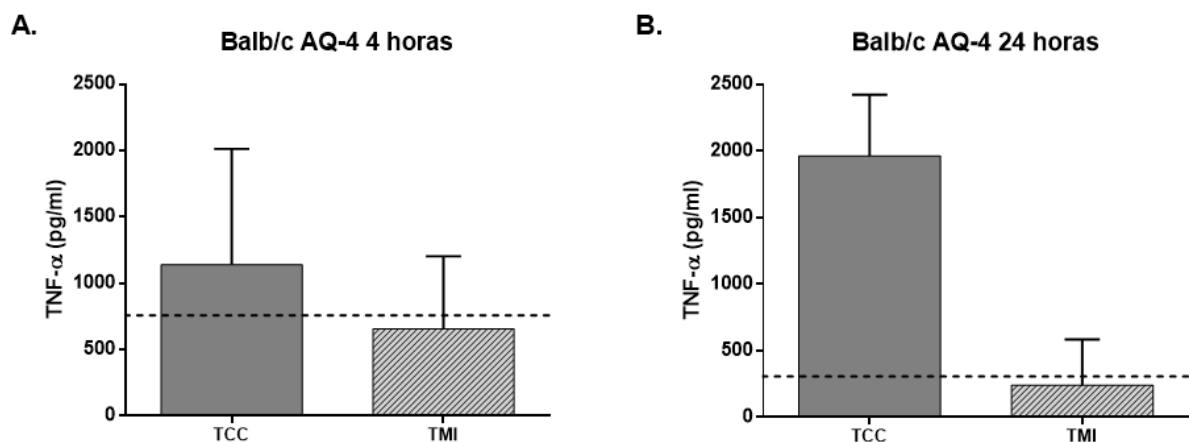 A.
Balb/c AQ-4 4 horas
TNF-α (pg/ml)
2500
2000
1500
1000
500
0
TCC
TMI
B.
Balb/c AQ-4 24 horas
TNF-α (pg/ml)
2500
2000
1500
1000
500
0
TCC
TMI